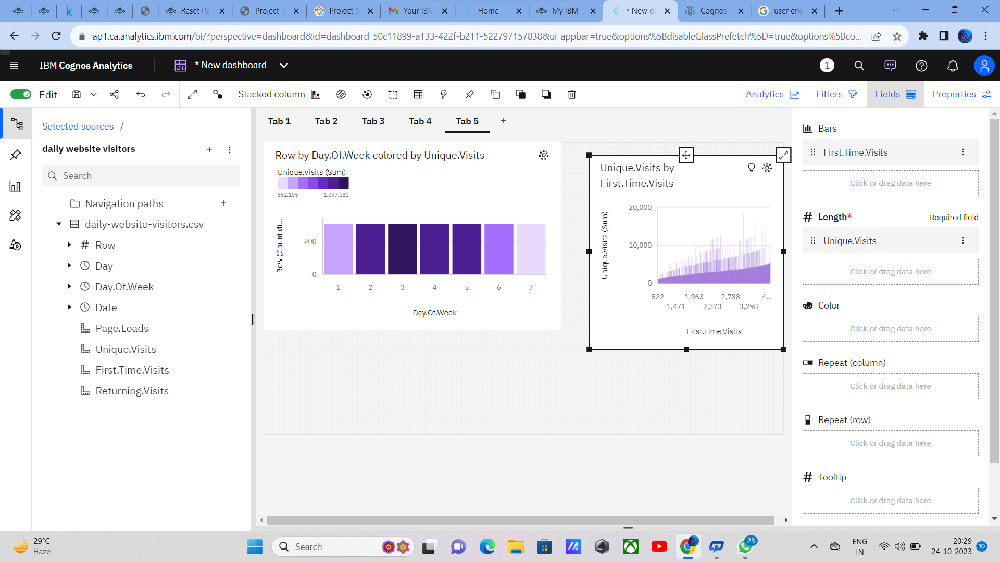 Reset Pa
Project S
Project S
Your IBM
Home
My IBM
* New da
Cognos
user eng
ap1.ca.analytics.ibm.com/bi/?perspective=dashboard&id=dashboard_50c11899-a133-422f-b211-522797157838&ui_appbar=true&options%5BdisableGlassPrefetch%5D=true&options%5Bco...
IBM Cognos Analytics
* New dashboard
1
Edit
Stacked column
Analytics
Filters
Fields
Properties
Selected sources /
daily website visitors
Search
Navigation paths
daily-website-visitors.csv
Row
Day
Day.Of.Week
Date
Page.Loads
Unique.Visits
First.Time.Visits
Returning.Visits
Tab 1
Tab 2
Tab 3
Tab 4
Tab 5
Row by Day.Of.Week colored by Unique.Visits
Unique.Visits (Sum)
552,105
1,097,181
Row (Count di...
200
0
1
2
3
4
5
6
7
Day.Of.Week
Unique.Visits by
First.Time.Visits
Unique.Visits (Sum)
20,000
10,000
0
522
1,963
2,788
4...
1,471
2,373
3,298
First.Time.Visits
Bars
First.Time.Visits
Click or drag data here
Length*
Required field
Unique.Visits
Click or drag data here
Color
Click or drag data here
Repeat (column)
Click or drag data here
Repeat (row)
Click or drag data here
Tooltip
Click or drag data here
29°C
Haze
Search
23
ENG
IN
20:29
24-10-2023
10